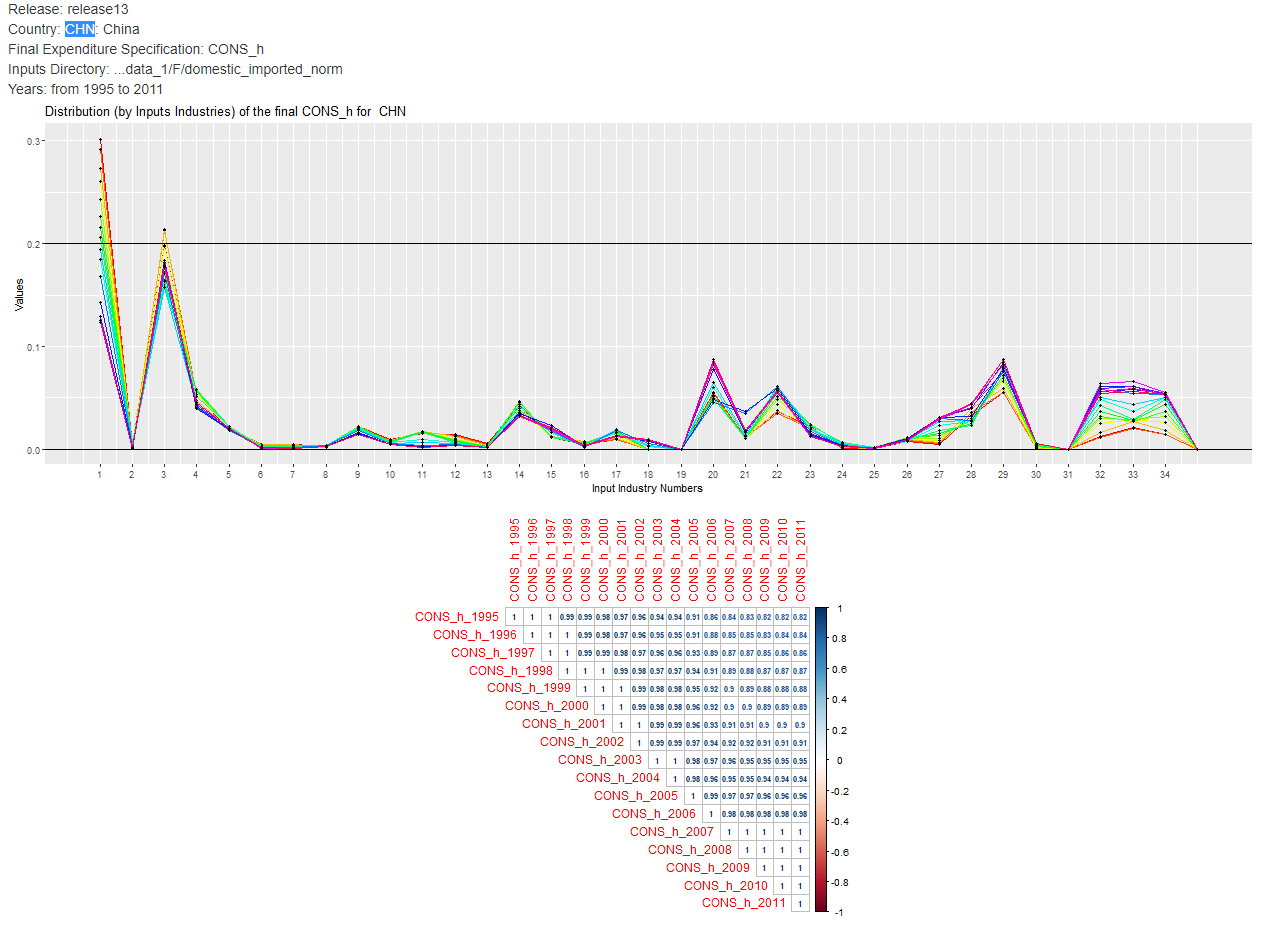 Release: release13
Country: CHN: China
Final Expenditure Specification: CONS_h
Inputs Directory: ...data_1/F/domestic_imported_norm
Years: from 1995 to 2011
Distribution (by Inputs Industries) of the final CONS_h for CHN
Values
0.3
0.2
0.1
0.0
1 2 3 4 5 6 7 8 9 10 11 12 13 14 15 16 17 18 19 20 21 22 23 24 25 26 27 28 29 30 31 32 33 34
Input Industry Numbers
CONS_h_1995 CONS_h_1996 CONS_h_1997 CONS_h_1998 CONS_h_1999 CONS_h_2000 CONS_h_2001 CONS_h_2002 CONS_h_2003 CONS_h_2004 CONS_h_2005 CONS_h_2006 CONS_h_2007 CONS_h_2008 CONS_h_2009 CONS_h_2010 CONS_h_2011
CONS_h_1995 1 1 1 0.99 0.99 0.98 0.97 0.96 0.94 0.94 0.91 0.86 0.84 0.83 0.82 0.82 0.82
CONS_h_1996 1 1 1 0.99 0.98 0.97 0.96 0.95 0.95 0.91 0.88 0.85 0.85 0.83 0.84 0.84
CONS_h_1997 1 1 0.99 0.99 0.98 0.97 0.96 0.96 0.93 0.89 0.87 0.87 0.85 0.86 0.86
CONS_h_1998 1 1 1 0.99 0.98 0.97 0.97 0.94 0.91 0.89 0.88 0.87 0.87 0.87
CONS_h_1999 1 1 1 0.99 0.98 0.98 0.95 0.92 0.9 0.89 0.88 0.88 0.88
CONS_h_2000 1 1 0.99 0.98 0.98 0.96 0.92 0.9 0.9 0.89 0.89 0.89
CONS_h_2001 1 1 0.99 0.99 0.96 0.93 0.91 0.91 0.9 0.9 0.9
CONS_h_2002 1 0.99 0.99 0.97 0.94 0.92 0.92 0.91 0.91 0.91
CONS_h_2003 1 1 0.98 0.97 0.96 0.95 0.95 0.95 0.95
CONS_h_2004 1 0.98 0.96 0.95 0.95 0.94 0.94 0.94
CONS_h_2005 1 0.99 0.97 0.97 0.96 0.96 0.96
CONS_h_2006 1 0.98 0.98 0.98 0.98 0.98
CONS_h_2007 1 1 1 1 1
CONS_h_2008 1 1 1 1
CONS_h_2009 1 1 1
CONS_h_2010 1 1
CONS_h_2011 1
1
0.8
0.6
0.4
0.2
0
-0.2
-0.4
-0.6
-0.8
-1